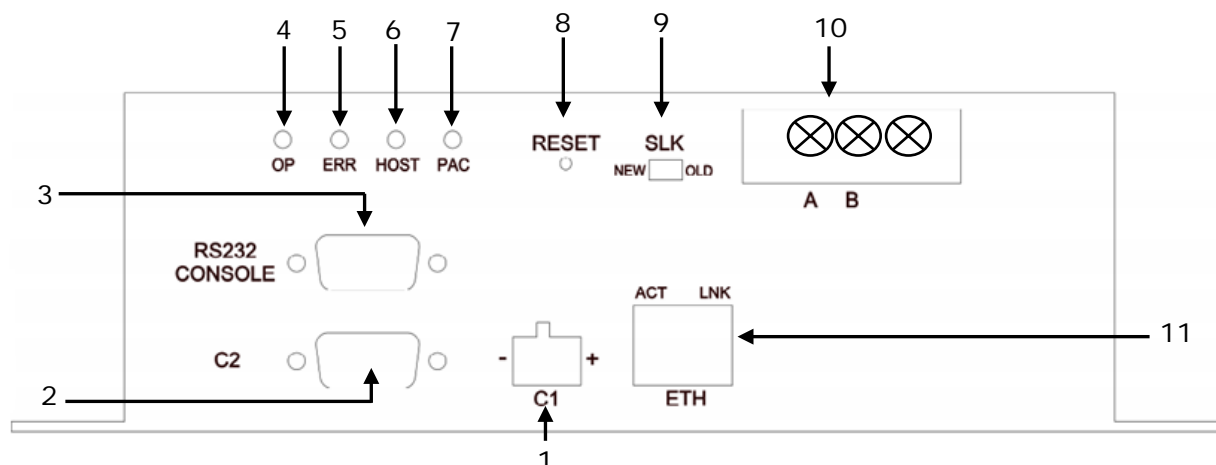 4 5 6 7 8 9 10
OP ERR HOST PAC
RESET
SLK
NEW OLD
A B
3
RS232
CONSOLE
ACT LNK
11
C2
- +
2
C1
ETH
1